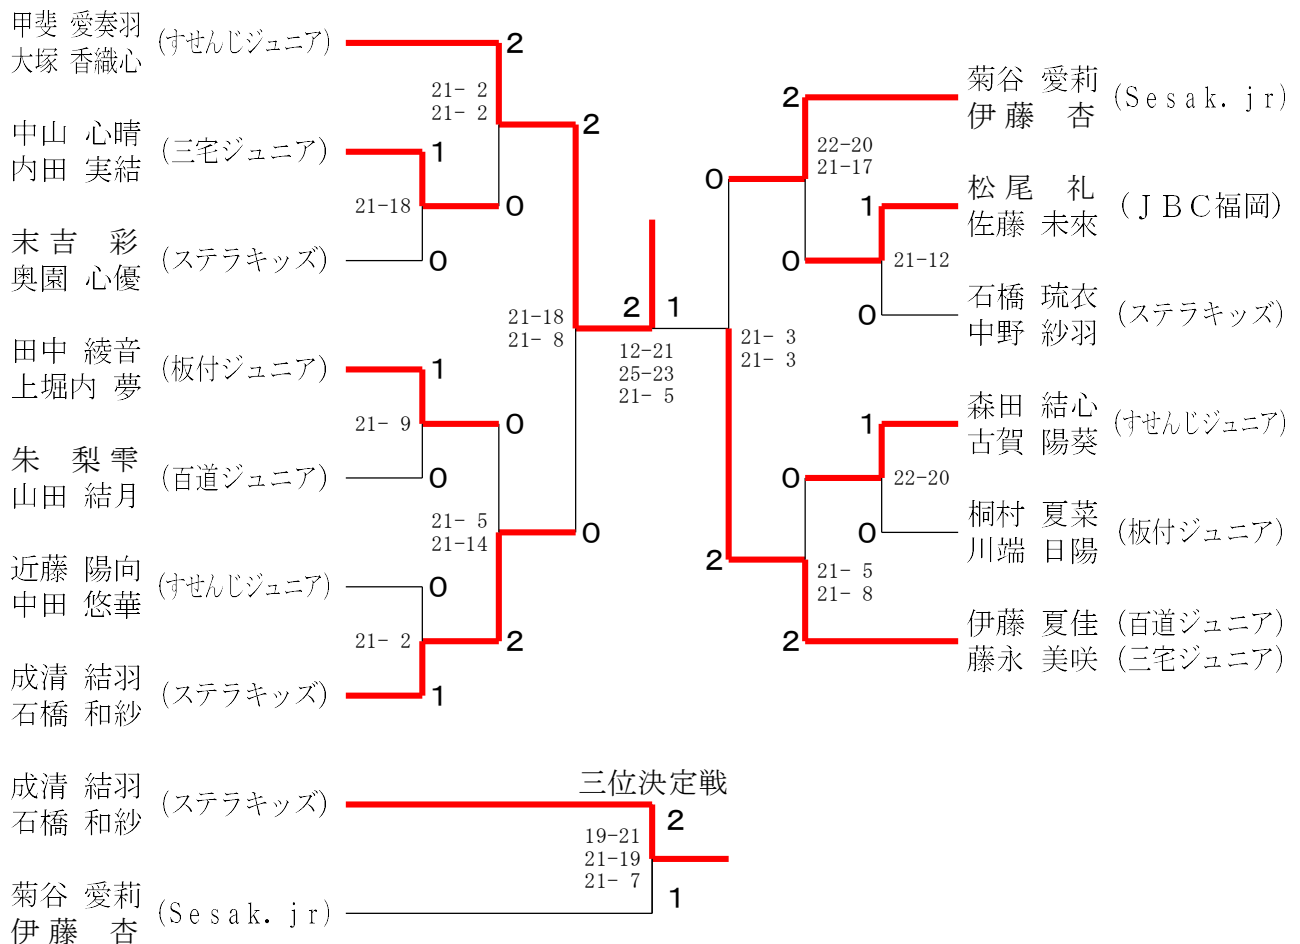 甲斐 愛奏羽
大塚 香織心
(すせんじジュニア)
2
21- 2
21- 2
2
中山 心晴
内田 実結
(三宅ジュニア)
1
21-18
0
末吉 彩
奥園 心優
(ステラキッズ)
0
21-18
21- 8
田中 綾音
上堀内 夢
(板付ジュニア)
1
21- 9
0
朱 梨雫
山田 結月
(百道ジュニア)
0
21- 5
21-14
0
近藤 陽向
中田 悠華
(すせんじジュニア)
0
21- 2
2
成清 結羽
石橋 和紗
(ステラキッズ)
1
2
1
12-21
25-23
21- 5
菊谷 愛莉
伊藤 杏
(Sesak.jr)
2
22-20
21-17
0
松尾 礼
佐藤 未來
(ＪＢＣ福岡)
1
0
21-12
石橋 琉衣
中野 紗羽
(ステラキッズ)
0
21- 3
21- 3
森田 結心
古賀 陽葵
(すせんじジュニア)
1
0
22-20
桐村 夏菜
川端 日陽
(板付ジュニア)
0
2
21- 5
21- 8
伊藤 夏佳 (百道ジュニア)
藤永 美咲 (三宅ジュニア)
2
三位決定戦
成清 結羽
石橋 和紗
(ステラキッズ)
2
19-21
21-19
21- 7
菊谷 愛莉
伊藤 杏
(Sesak.jr)
1